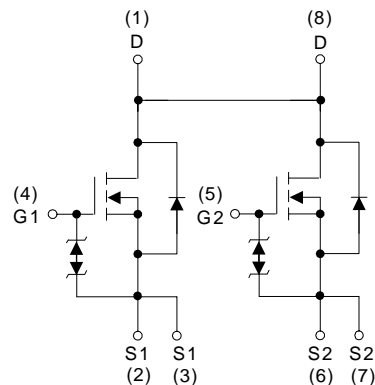 (1) (8)
D D
(4) (5)
G1 G2
S1 S1 S2 S2
(2) (3) (6) (7)